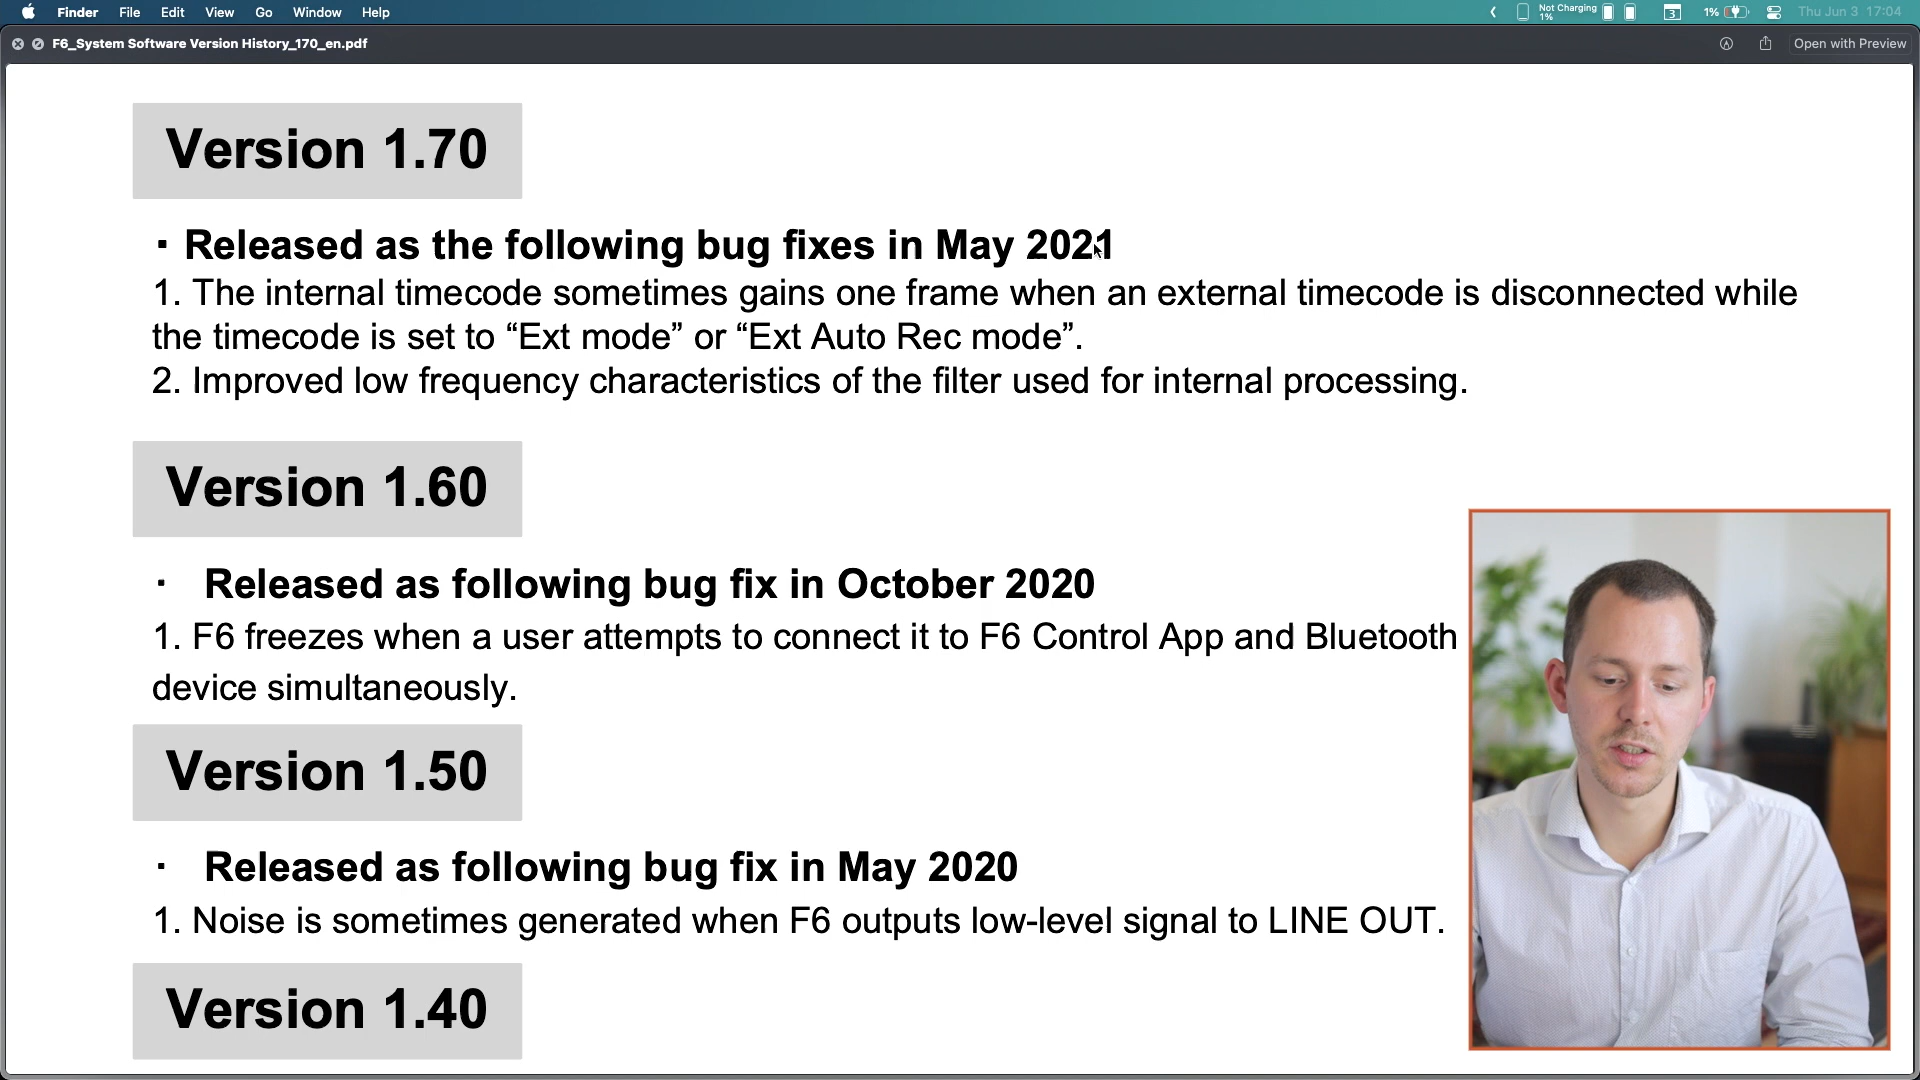 Finder File Edit View Go Window Help
Not Charging
1%
3
1%
Thu Jun 3 17:04
F6_System Software Version History_170_en.pdf
Open with Preview
Version 1.70
· Released as the following bug fixes in May 2021
1. The internal timecode sometimes gains one frame when an external timecode is disconnected while
the timecode is set to “Ext mode” or “Ext Auto Rec mode”.
2. Improved low frequency characteristics of the filter used for internal processing.
Version 1.60
· Released as following bug fix in October 2020
1. F6 freezes when a user attempts to connect it to F6 Control App and Bluetooth
device simultaneously.
Version 1.50
· Released as following bug fix in May 2020
1. Noise is sometimes generated when F6 outputs low-level signal to LINE OUT.
Version 1.40